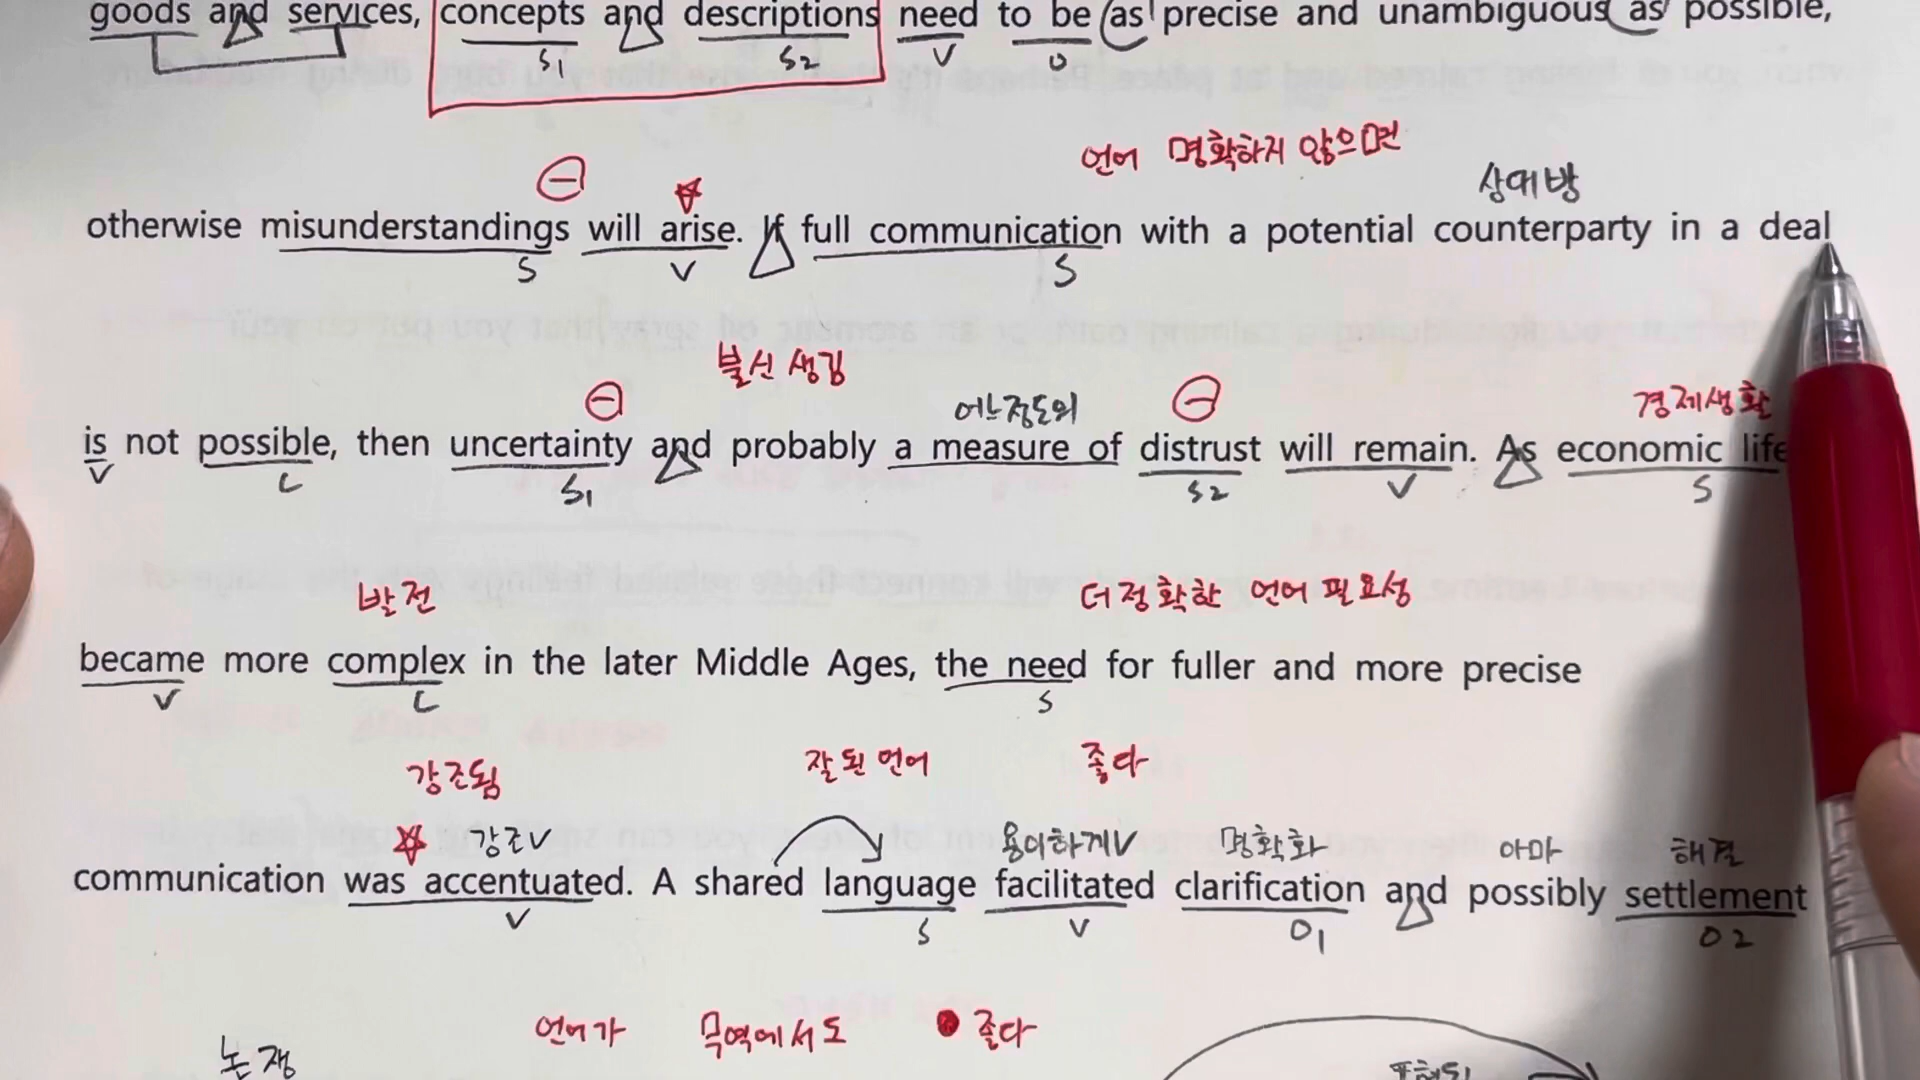 goods and services, concepts and descriptions need to be as precise and unambiguous as possible,
S1 S2 V O
언어 명확하지 않으면
상대방
otherwise misunderstandings will arise. If full communication with a potential counterparty in a deal
S V S
불신 생김
어느정도의
경제생활
is not possible, then uncertainty and probably a measure of distrust will remain. As economic life
V C S1 S2 V S
발전 더 정확한 언어 필요성
became more complex in the later Middle Ages, the need for fuller and more precise
V C S
강조됨 잘 된 언어 좋다
강조V 용이하게V 명확화 아마 해결
communication was accentuated. A shared language facilitated clarification and possibly settlement
V S V O1 O2
언어가 무역에서도 좋다
논쟁